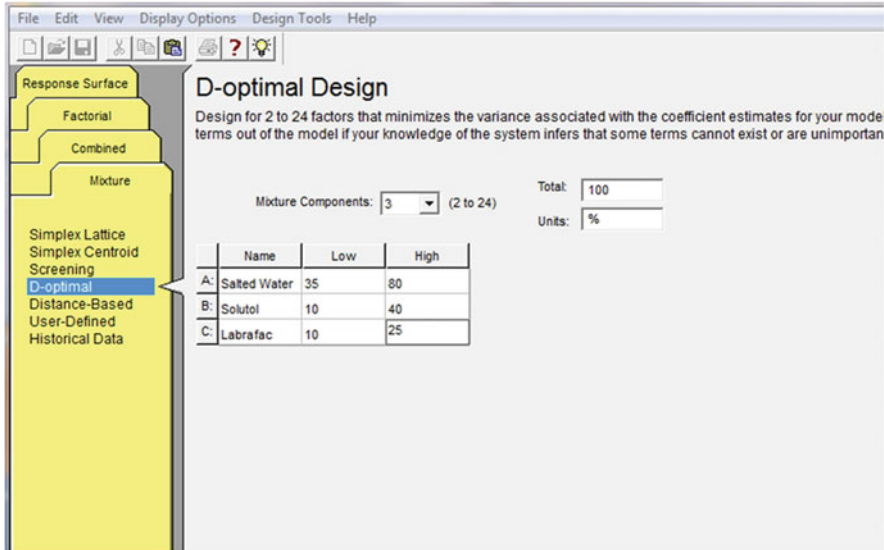 File Edit View Display Options Design Tools Help
Response Surface
Factorial
Combined
Mixture
Simplex Lattice
Simplex Centroid
Screening
D-optimal
Distance-Based
User-Defined
Historical Data
D-optimal Design
Design for 2 to 24 factors that minimizes the variance associated with the coefficient estimates for your mode
terms out of the model if your knowledge of the system infers that some terms cannot exist or are unimportan
Mixture Components: 3 (2 to 24)
Total: 100
Units: %
Name Low High
A: Salted Water 35 80
B: Solutol 10 40
C: Labrafac 10 25